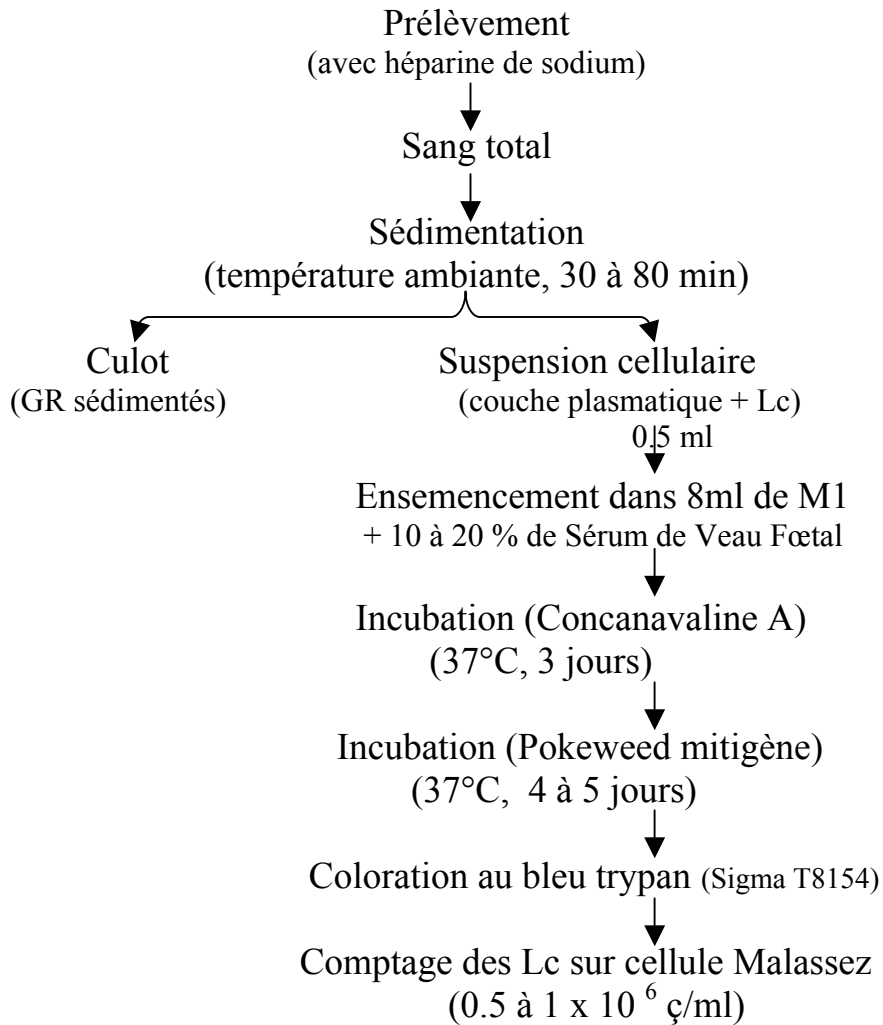 Prélèvement
(avec héparine de sodium)
Sang total
Sédimentation
(température ambiante, 30 à 80 min)
Culot
(GR sédimentés)
Suspension cellulaire
(couche plasmatique + Lc)
0.5 ml
Ensemencement dans 8ml de M1
+ 10 à 20 % de Sérum de Veau Fœtal
Incubation (Concanavaline A)
(37°C, 3 jours)
Incubation (Pokeweed mitigène)
(37°C, 4 à 5 jours)
Coloration au bleu trypan (Sigma T8154)
Comptage des Lc sur cellule Malassez
(0.5 à 1 x 10 ⁶ ç/ml)